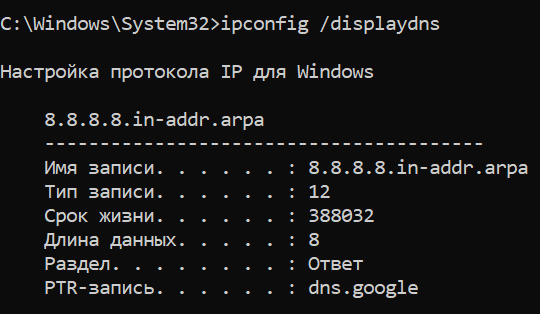 C:\Windows\System32>ipconfig /displaydns
Настройка протокола IP для Windows
8.8.8.8.in-addr.arpa
----------------------------------------
Имя записи. . . . . . : 8.8.8.8.in-addr.arpa
Тип записи. . . . . . : 12
Срок жизни. . . . . . : 388032
Длина данных. . . . . : 8
Раздел. . . . . . . . : Ответ
PTR-запись. . . . . . : dns.google